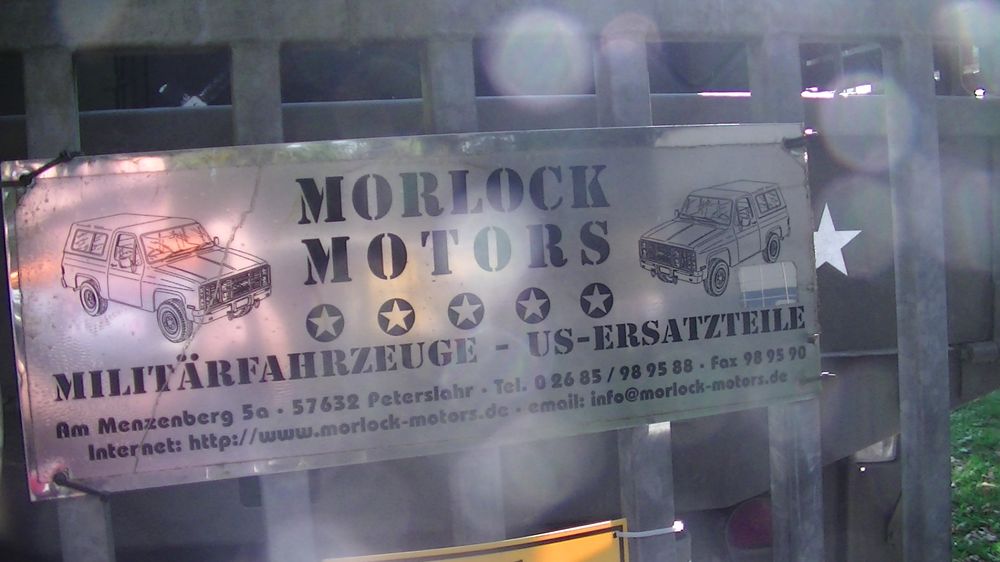 MORLOCK
MOTORS
MILITÄRFAHRZEUGE - US-ERSATZTEILE
Am Menzenberg 5a • 57632 Peterslahr • Tel. 0 26 85 / 98 95 88 • Fax 98 95 90
Internet: http://www.morlock-motors.de • email: info@morlock-motors.de